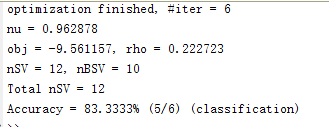 optimization finished, #iter = 6
nu = 0.962878
obj = -9.561157, rho = 0.222723
nSV = 12, nBSV = 10
Total nSV = 12
Accuracy = 83.3333% (5/6) (classification)
>>